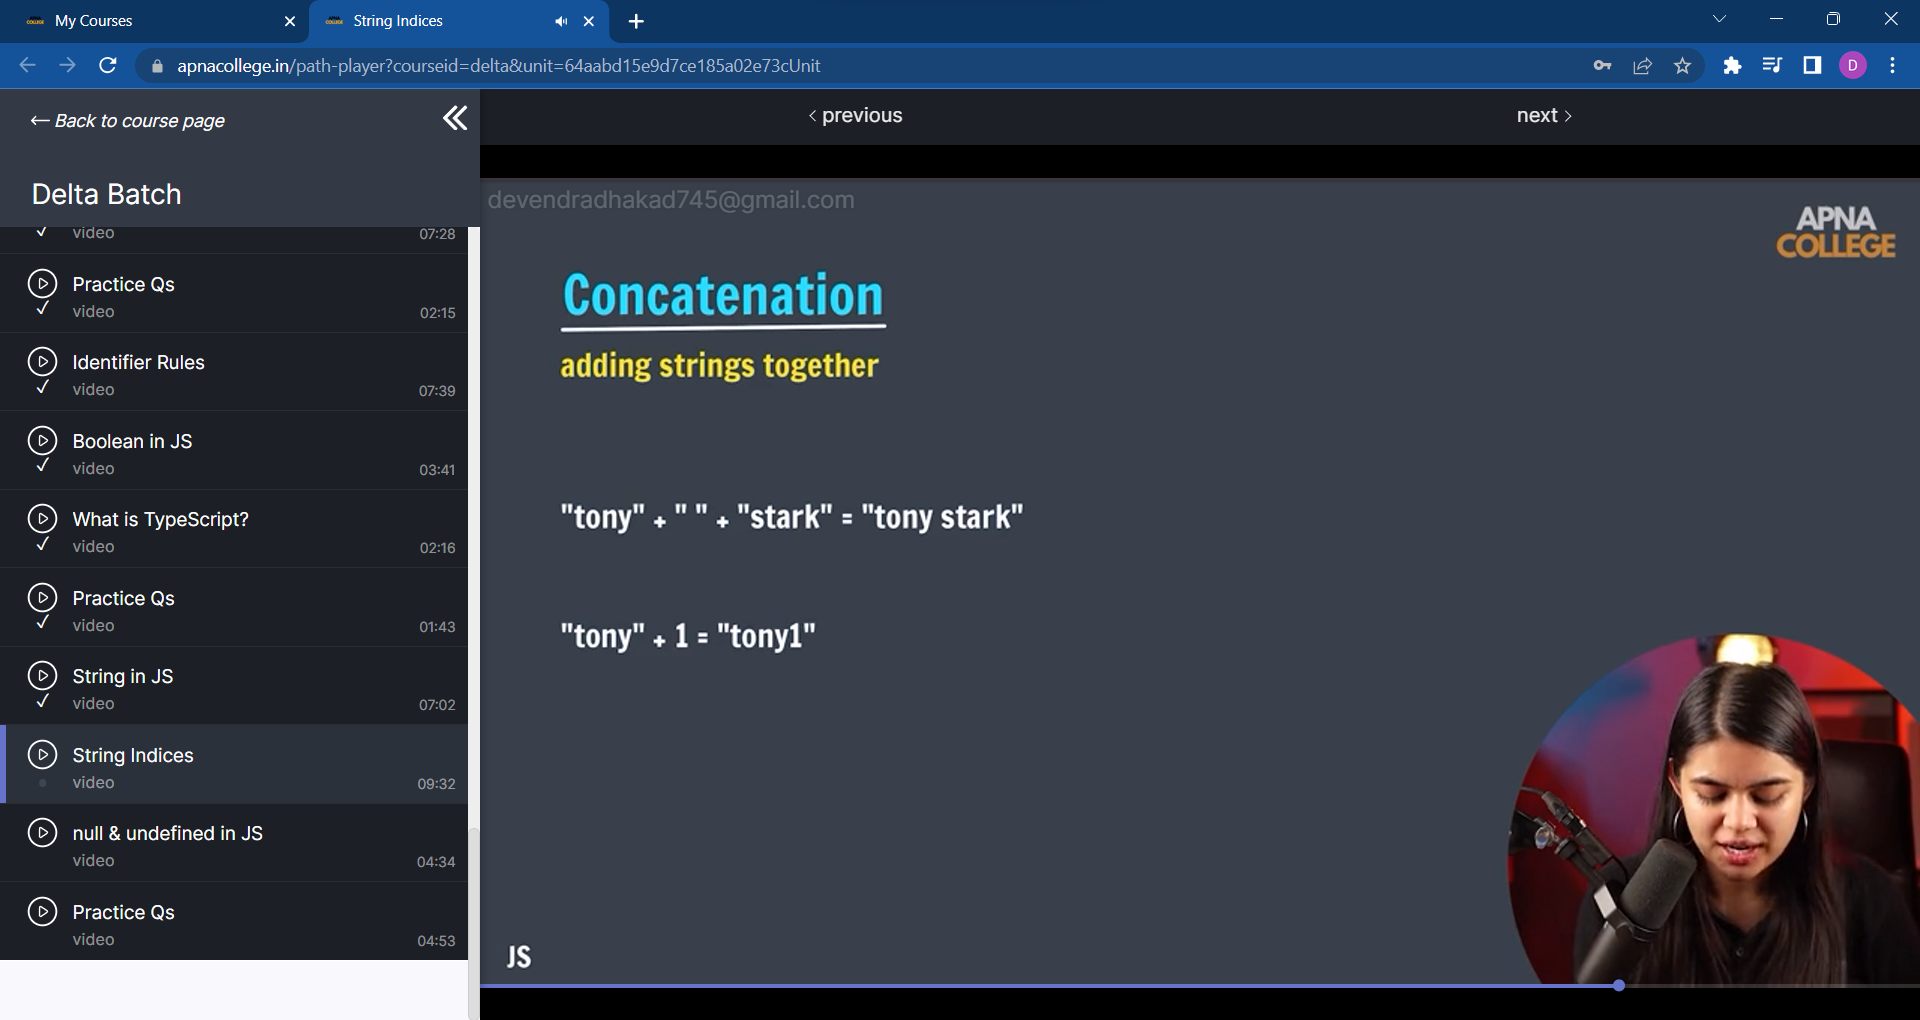 My Courses
String Indices
apnacollege.in/path-player?courseid=delta&unit=64aabd15e9d7ce185a02e73cUnit
D
← Back to course page
‹ previous
next ›
Delta Batch
video 07:28
Practice Qs
video 02:15
Identifier Rules
video 07:39
Boolean in JS
video 03:41
What is TypeScript?
video 02:16
Practice Qs
video 01:43
String in JS
video 07:02
String Indices
video 09:32
null & undefined in JS
video 04:34
Practice Qs
video 04:53
devendradhakad745@gmail.com
APNA
COLLEGE
Concatenation
adding strings together
"tony" + " " + "stark" = "tony stark"
"tony" + 1 = "tony1"
JS